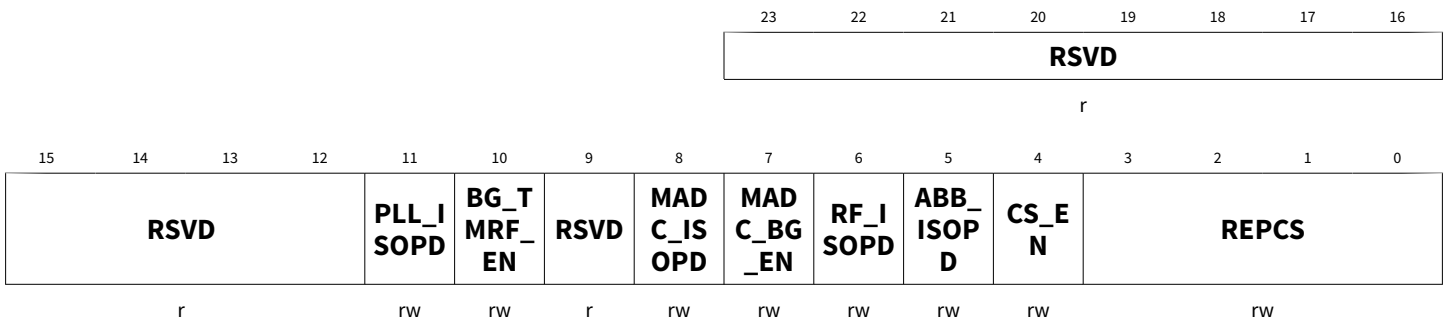 23 22 21 20 19 18 17 16
RSVD
r
15 14 13 12 11 10 9 8 7 6 5 4 3 2 1 0
RSVD
PLL_I
SOPD
BG_T
MRF_
EN
RSVD
MAD
C_IS
OPD
MAD
C_BG
_EN
RF_I
SOPD
ABB_
ISOP
D
CS_E
N
REPCS
r rw rw r rw rw rw rw rw rw